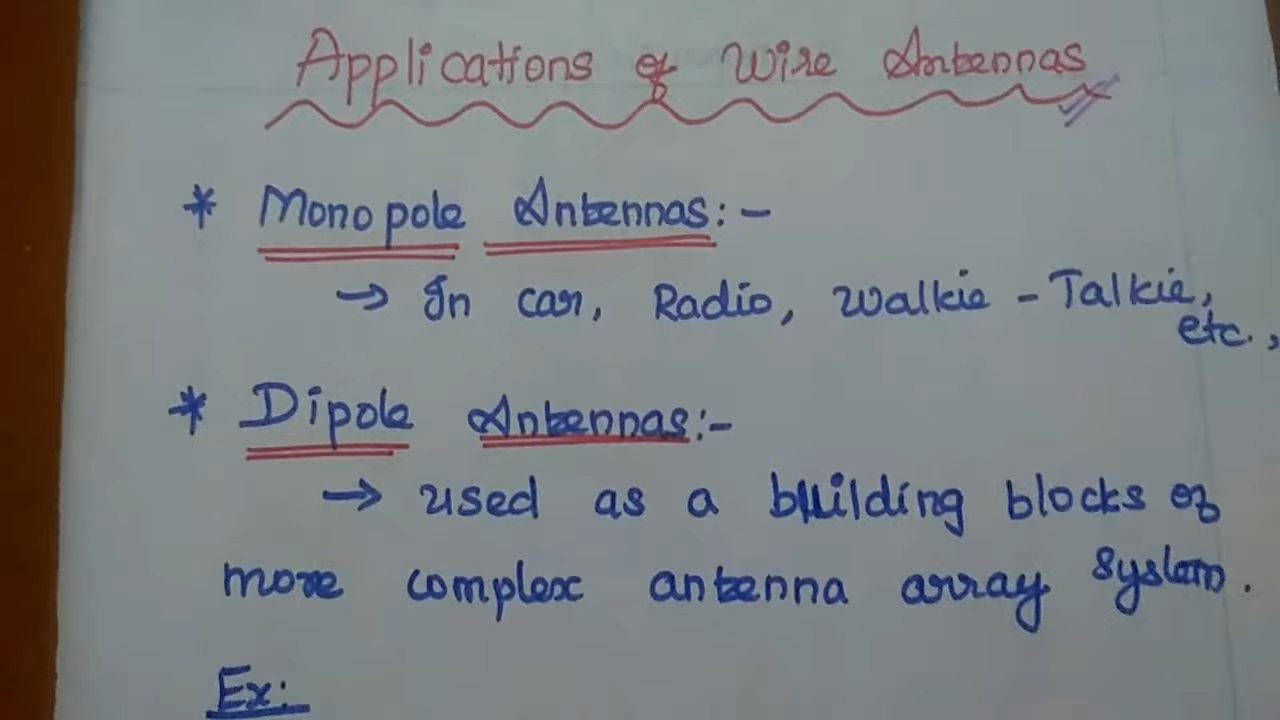 Applications of Wire Antennas
* Monopole Antennas:-
→ In car, Radio, Walkie - Talkie,
etc.,
* Dipole Antennas:-
→ used as a building blocks of
more complex antenna array system.
Ex: